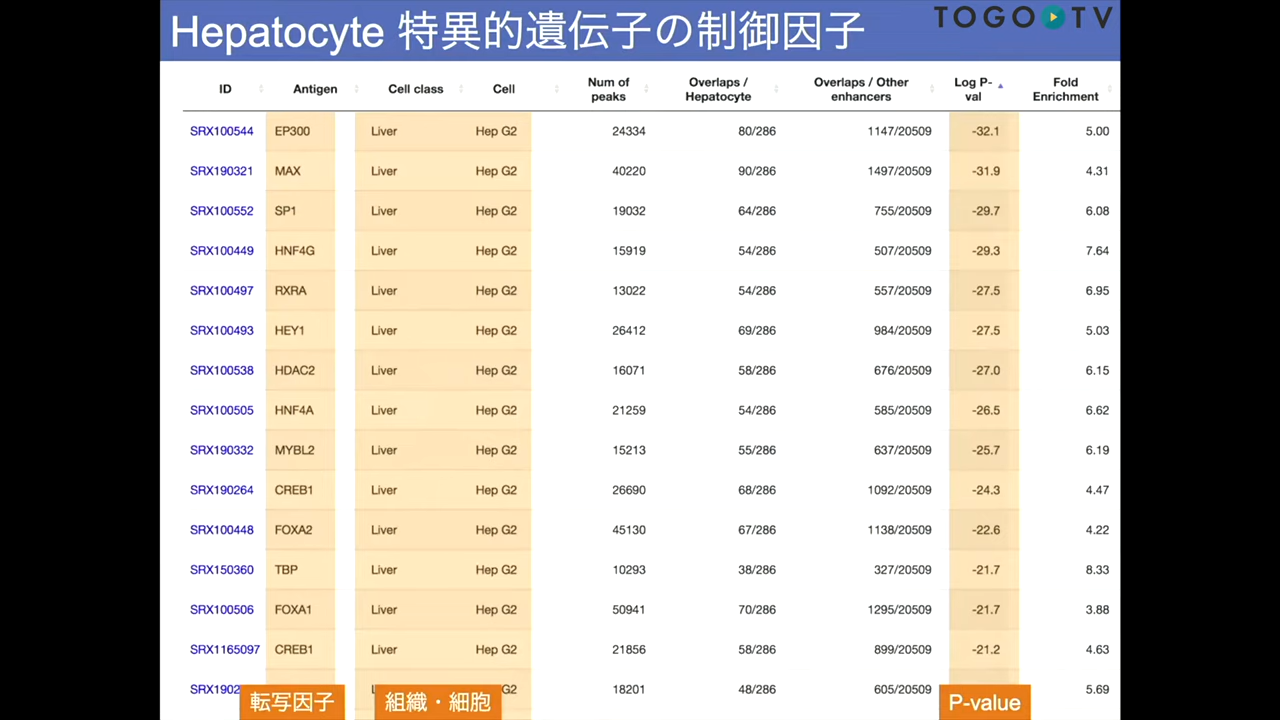 Hepatocyte 特異的遺伝子の制御因子
TOGO TV
ID Antigen Cell class Cell Num of peaks Overlaps / Hepatocyte Overlaps / Other enhancers Log P-val Fold Enrichment
SRX100544 EP300 Liver Hep G2 24334 80/286 1147/20509 -32.1 5.00
SRX190321 MAX Liver Hep G2 40220 90/286 1497/20509 -31.9 4.31
SRX100552 SP1 Liver Hep G2 19032 64/286 755/20509 -29.7 6.08
SRX100449 HNF4G Liver Hep G2 15919 54/286 507/20509 -29.3 7.64
SRX100497 RXRA Liver Hep G2 13022 54/286 557/20509 -27.5 6.95
SRX100493 HEY1 Liver Hep G2 26412 69/286 984/20509 -27.5 5.03
SRX100538 HDAC2 Liver Hep G2 16071 58/286 676/20509 -27.0 6.15
SRX100505 HNF4A Liver Hep G2 21259 54/286 585/20509 -26.5 6.62
SRX190332 MYBL2 Liver Hep G2 15213 55/286 637/20509 -25.7 6.19
SRX190264 CREB1 Liver Hep G2 26690 68/286 1092/20509 -24.3 4.47
SRX100448 FOXA2 Liver Hep G2 45130 67/286 1138/20509 -22.6 4.22
SRX150360 TBP Liver Hep G2 10293 38/286 327/20509 -21.7 8.33
SRX100506 FOXA1 Liver Hep G2 50941 70/286 1295/20509 -21.7 3.88
SRX1165097 CREB1 Liver Hep G2 21856 58/286 899/20509 -21.2 4.63
G2 18201 48/286 605/20509 5.69
転写因子 組織・細胞 P-value